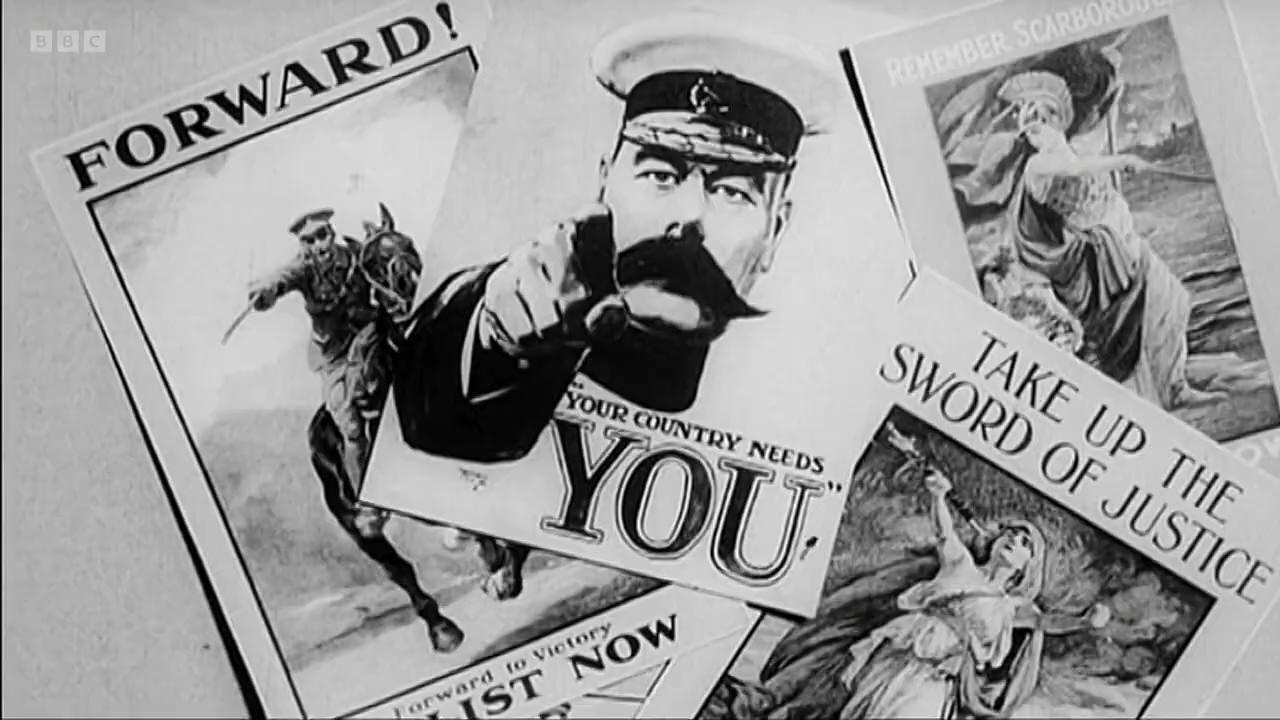 BBC
FORWARD!
Forward to Victory
LIST NOW
"YOUR COUNTRY NEEDS
YOU"
REMEMBER SCARBOROUGH
TAKE UP THE
SWORD OF JUSTICE